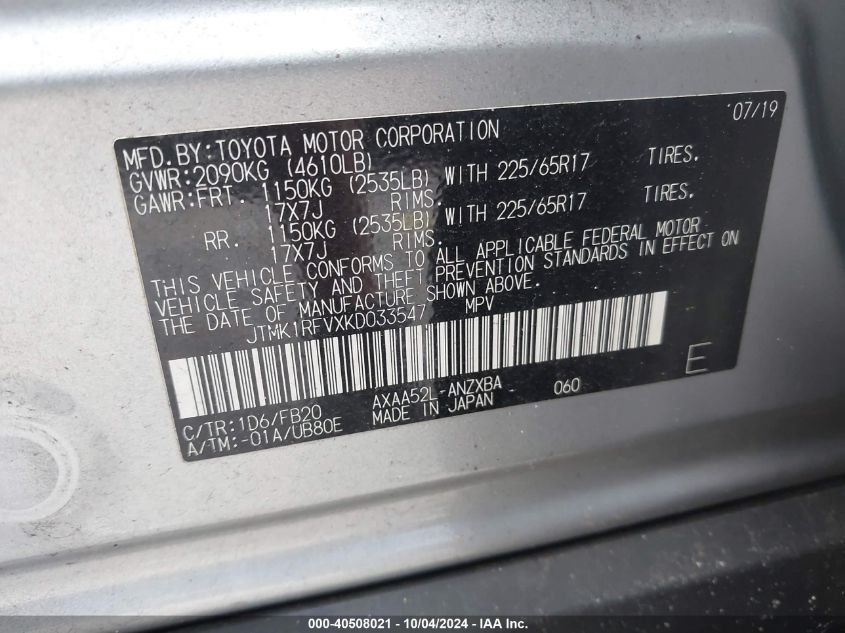 07/19
MFD.BY:TOYOTA MOTOR CORPORATION
GVWR:2090KG (4610LB)
GAWR:FRT. 1150KG (2535LB) WITH 225/65R17 TIRES.
17X7J RIMS.
RR. 1150KG (2535LB) WITH 225/65R17 TIRES.
17X7J RIMS.
THIS VEHICLE CONFORMS TO ALL APPLICABLE FEDERAL MOTOR
VEHICLE SAFETY AND THEFT PREVENTION STANDARDS IN EFFECT ON
THE DATE OF MANUFACTURE SHOWN ABOVE.
JTMK1RFVXKD033547 MPV
E
C/TR:1D6/FB20 AXAA52L-ANZXBA 060
A/TM:-01A/UB80E MADE IN JAPAN
000-40508021 - 10/04/2024 - IAA Inc.